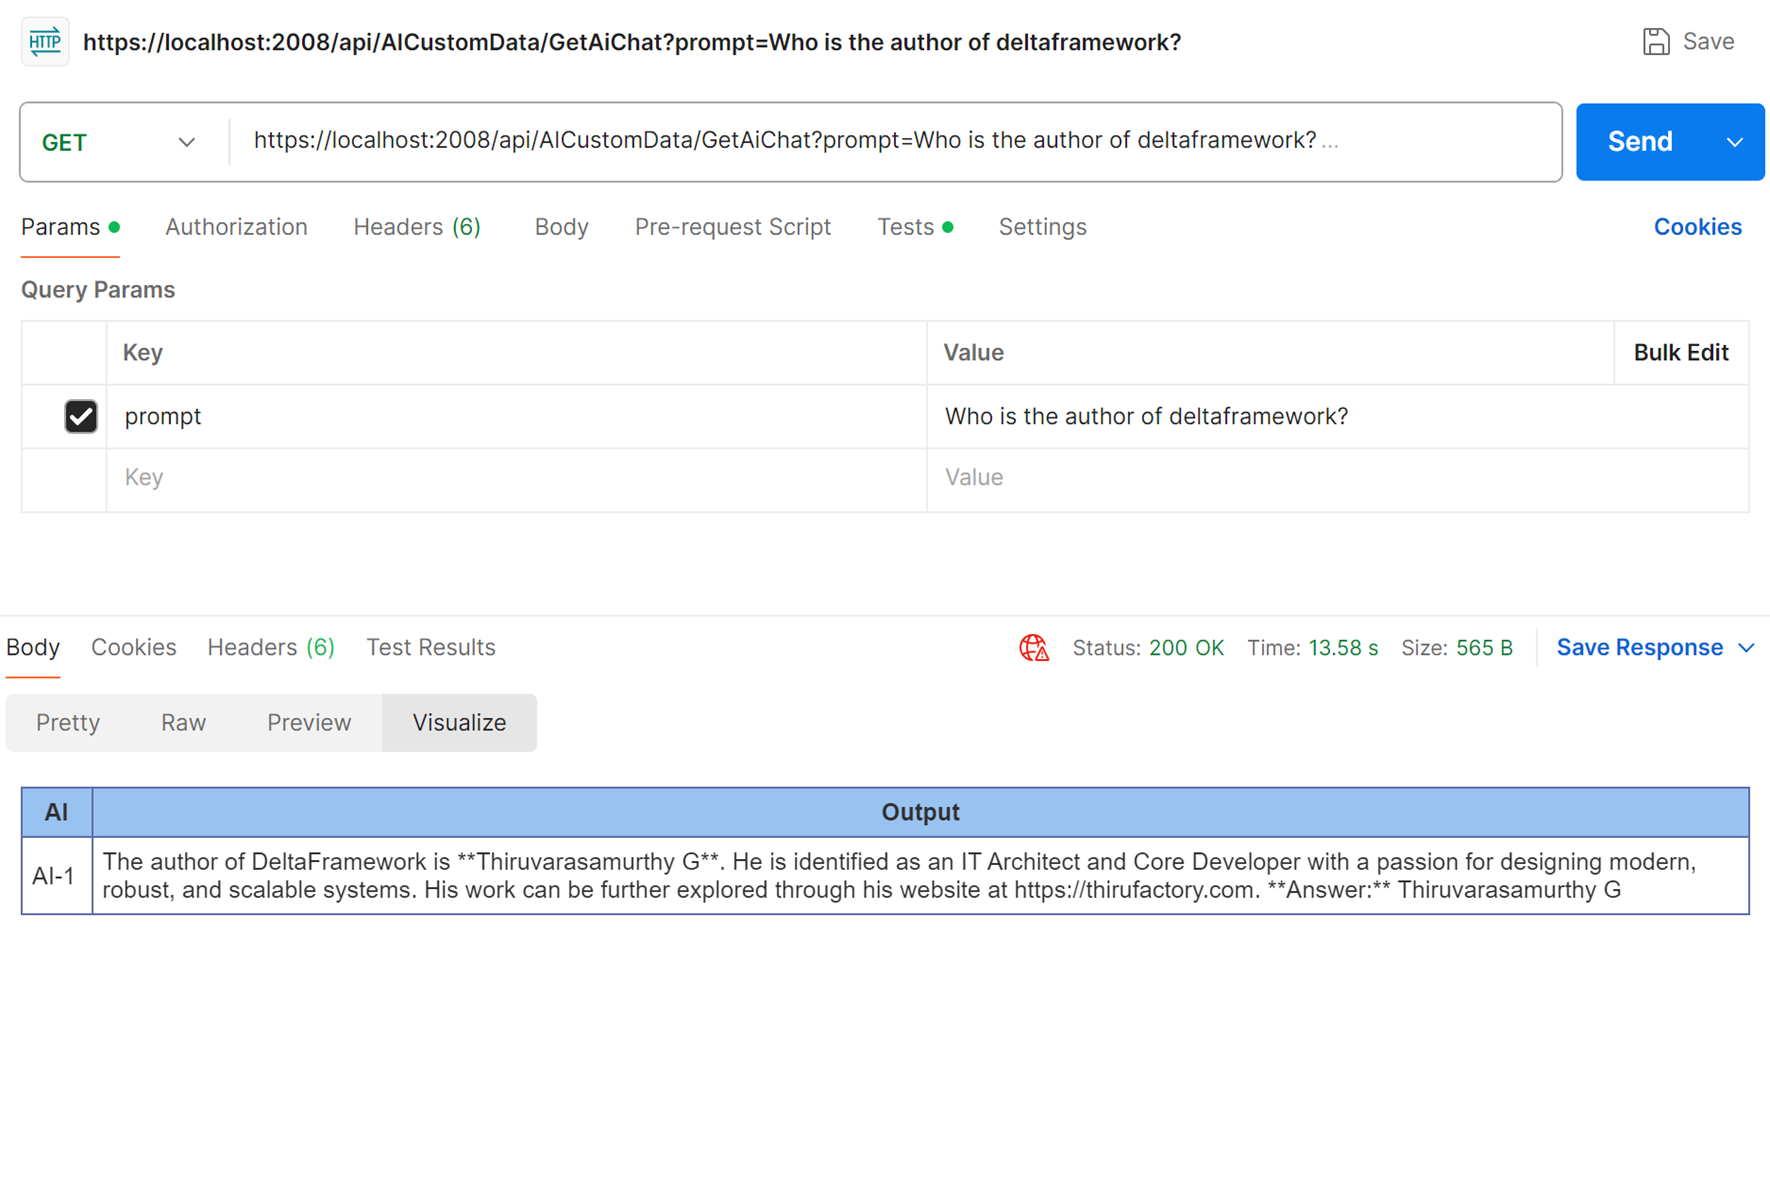 HTTP https://localhost:2008/api/AICustomData/GetAiChat?prompt=Who is the author of deltaframework? Save
GET https://localhost:2008/api/AICustomData/GetAiChat?prompt=Who is the author of deltaframework? ... Send
Params Authorization Headers (6) Body Pre-request Script Tests Settings Cookies
Query Params
Key Value Bulk Edit
prompt Who is the author of deltaframework?
Key Value
Body Cookies Headers (6) Test Results Status: 200 OK Time: 13.58 s Size: 565 B Save Response
Pretty Raw Preview Visualize
AI Output
AI-1 The author of DeltaFramework is **Thiruvarasamurthy G**. He is identified as an IT Architect and Core Developer with a passion for designing modern,
robust, and scalable systems. His work can be further explored through his website at https://thirufactory.com. **Answer:** Thiruvarasamurthy G